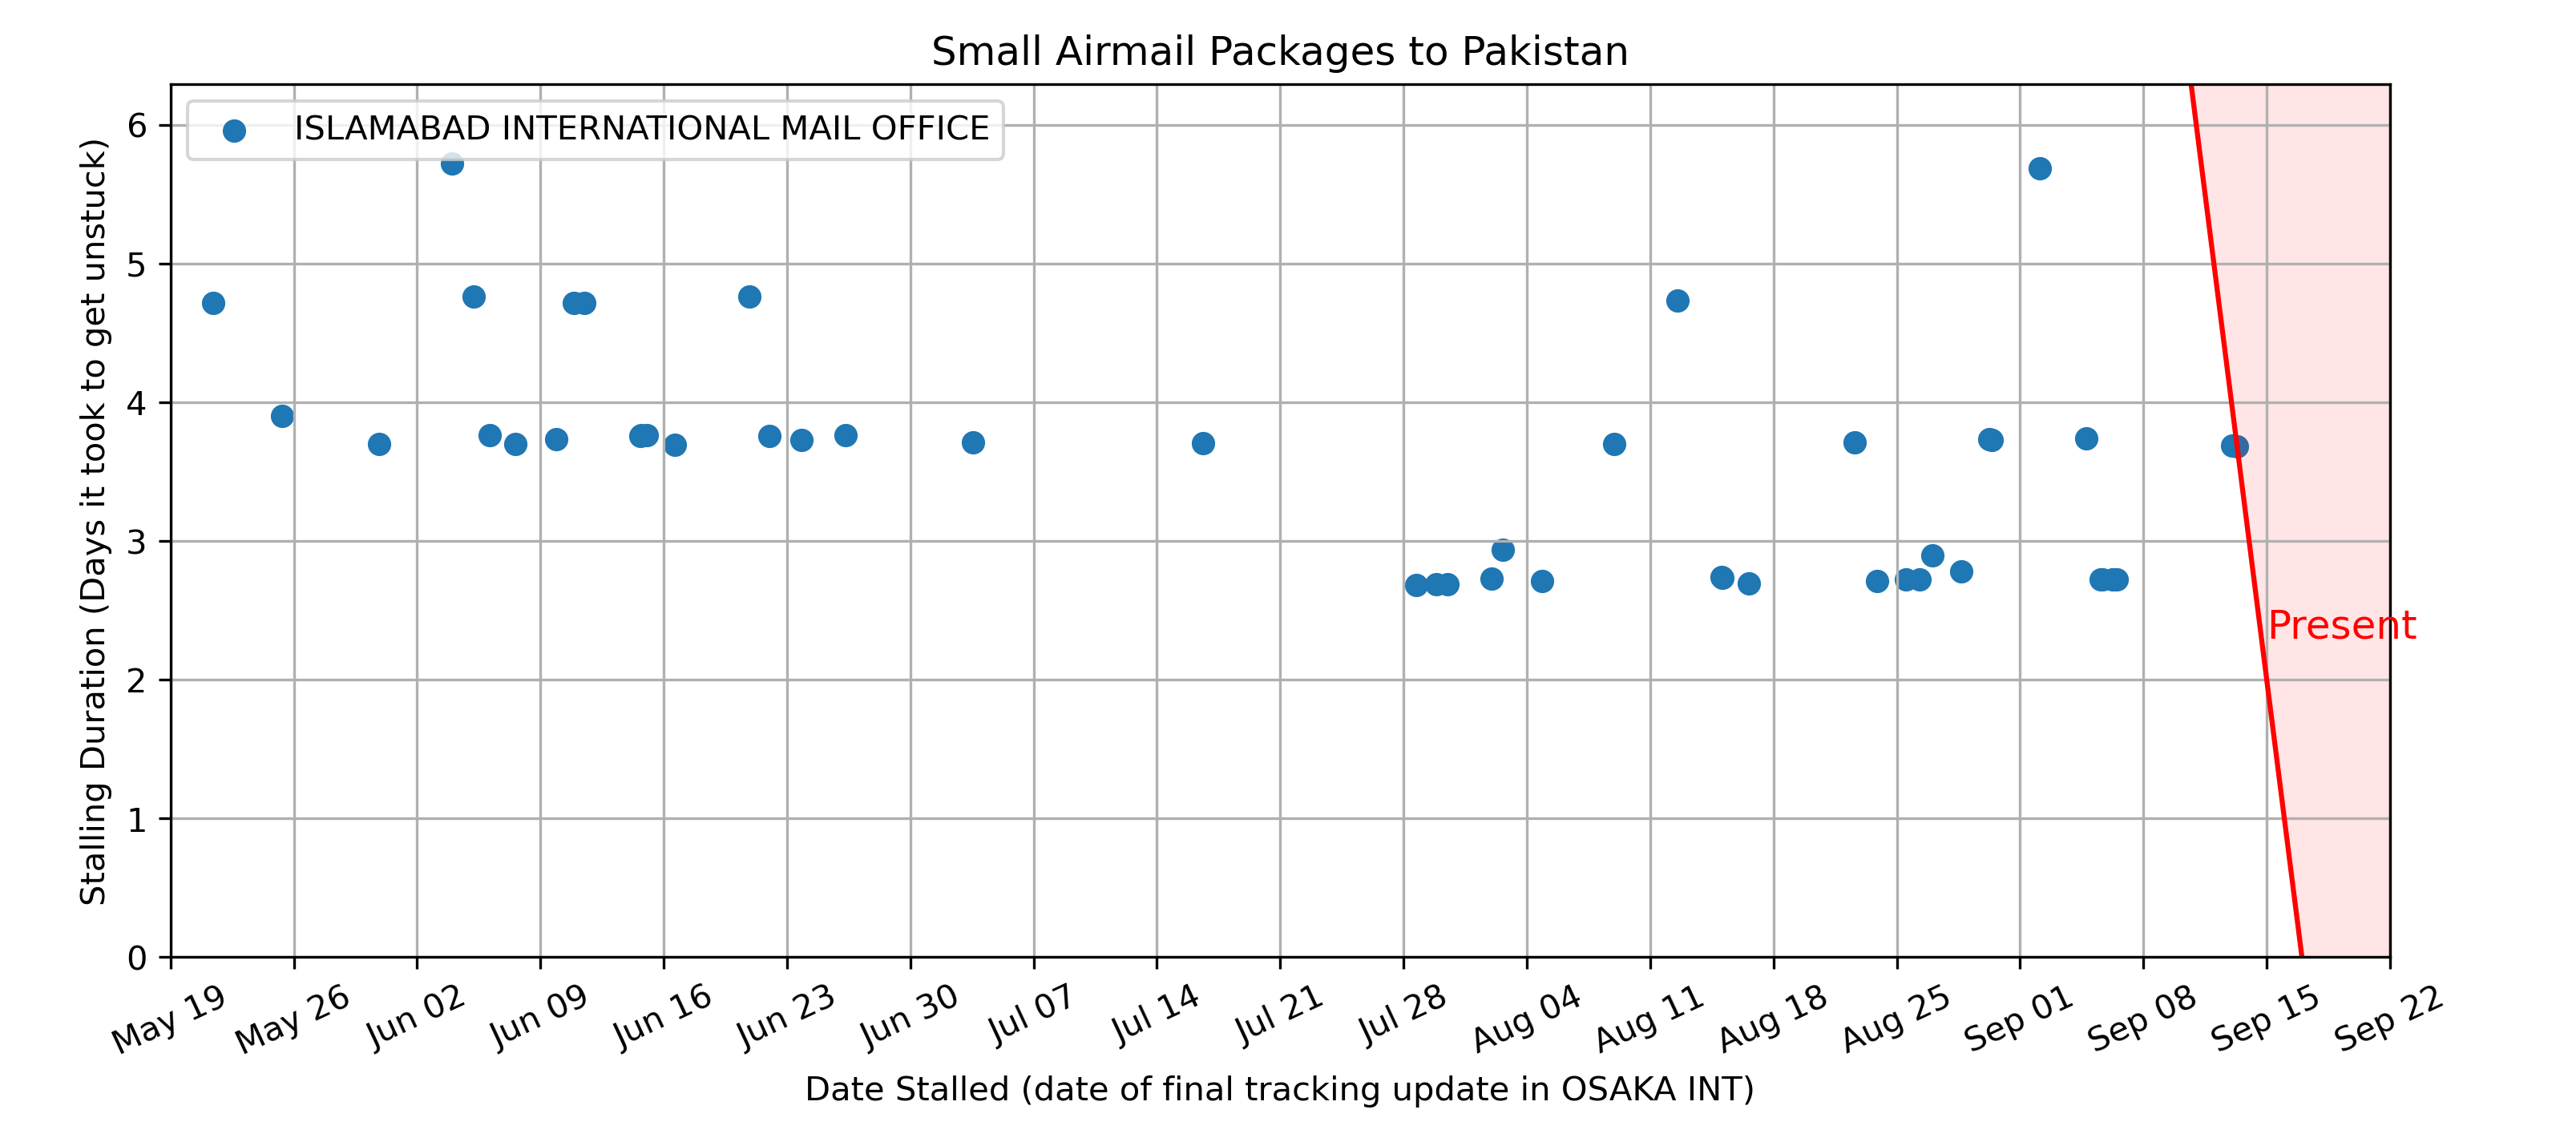 Small Airmail Packages to Pakistan
ISLAMABAD INTERNATIONAL MAIL OFFICE
Stalling Duration (Days it took to get unstuck)
6
5
4
3
2
1
0
Present
May 19
May 26
Jun 02
Jun 09
Jun 16
Jun 23
Jun 30
Jul 07
Jul 14
Jul 21
Jul 28
Aug 04
Aug 11
Aug 18
Aug 25
Sep 01
Sep 08
Sep 15
Sep 22
Date Stalled (date of final tracking update in OSAKA INT)